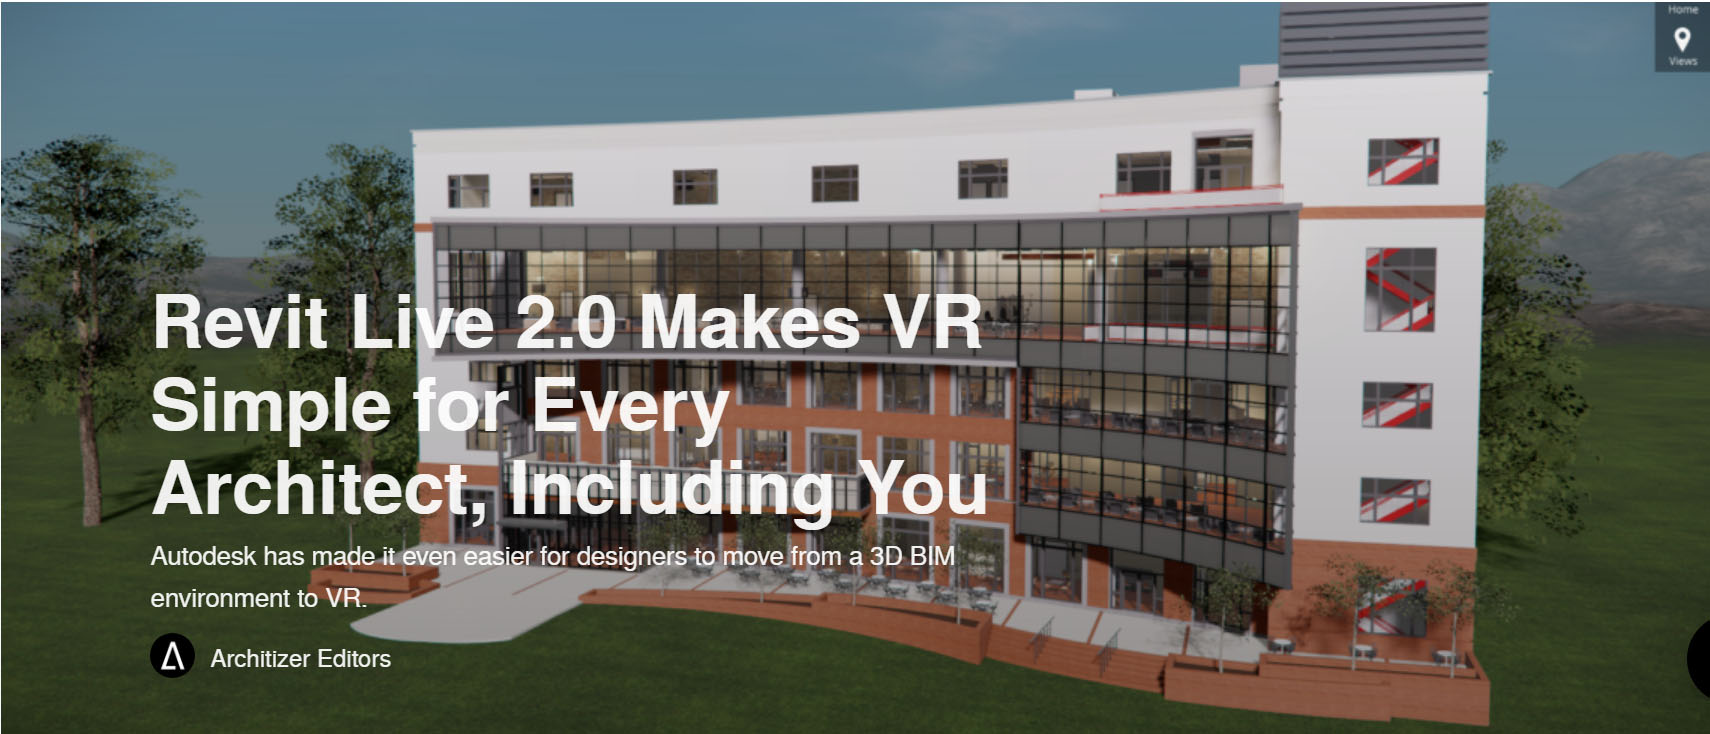 Home
Views
Revit Live 2.0 Makes VR
Simple for Every
Architect, Including You
Autodesk has made it even easier for designers to move from a 3D BIM
environment to VR.
Architizer Editors